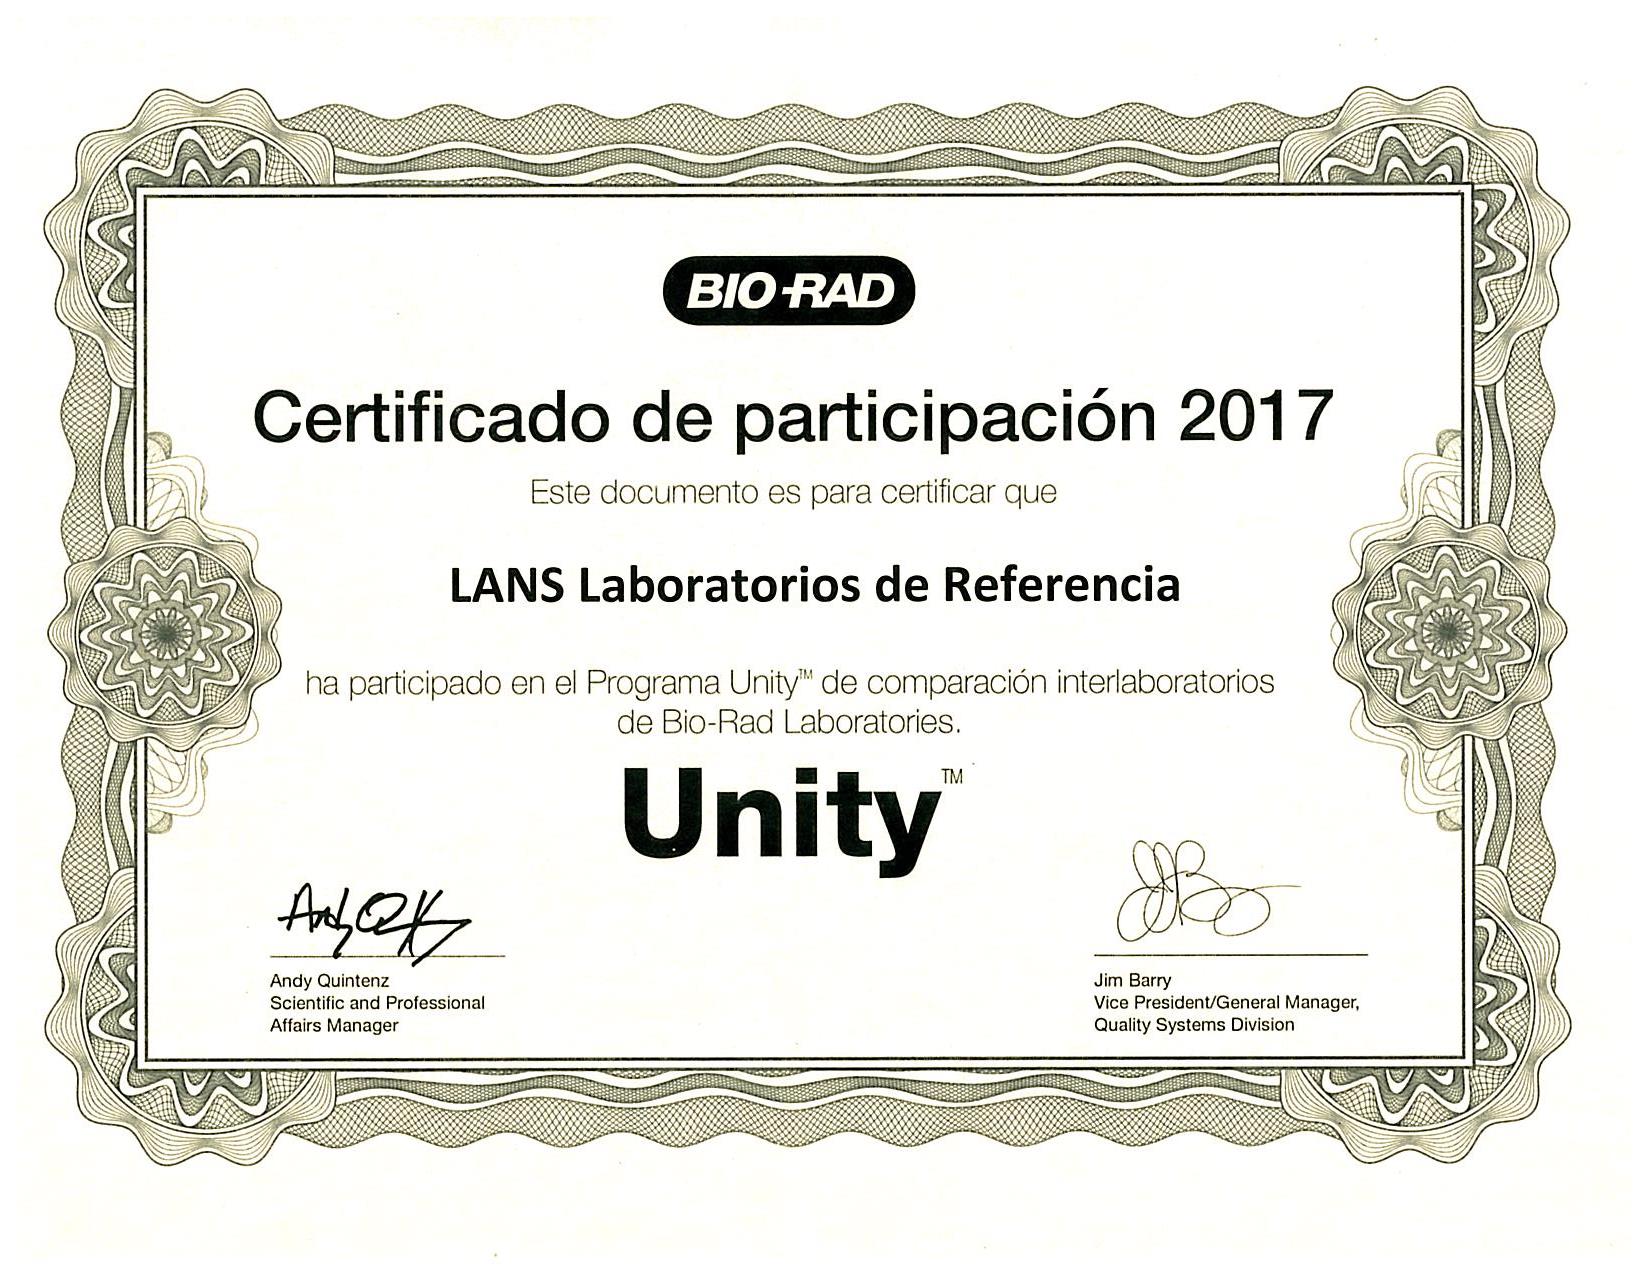 BIO-RAD
Certificado de participación 2017
Este documento es para certificar que
LANS Laboratorios de Referencia
ha participado en el Programa Unity™ de comparación interlaboratorios
de Bio-Rad Laboratories.
Unity™
Andy Quintenz
Scientific and Professional
Affairs Manager
Jim Barry
Vice President/General Manager,
Quality Systems Division